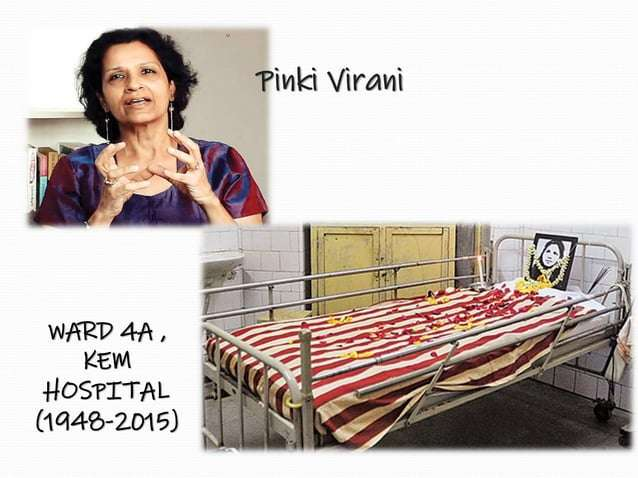 Pinki Virani
WARD 4A ,
KEM
HOSPITAL
(1948-2015)